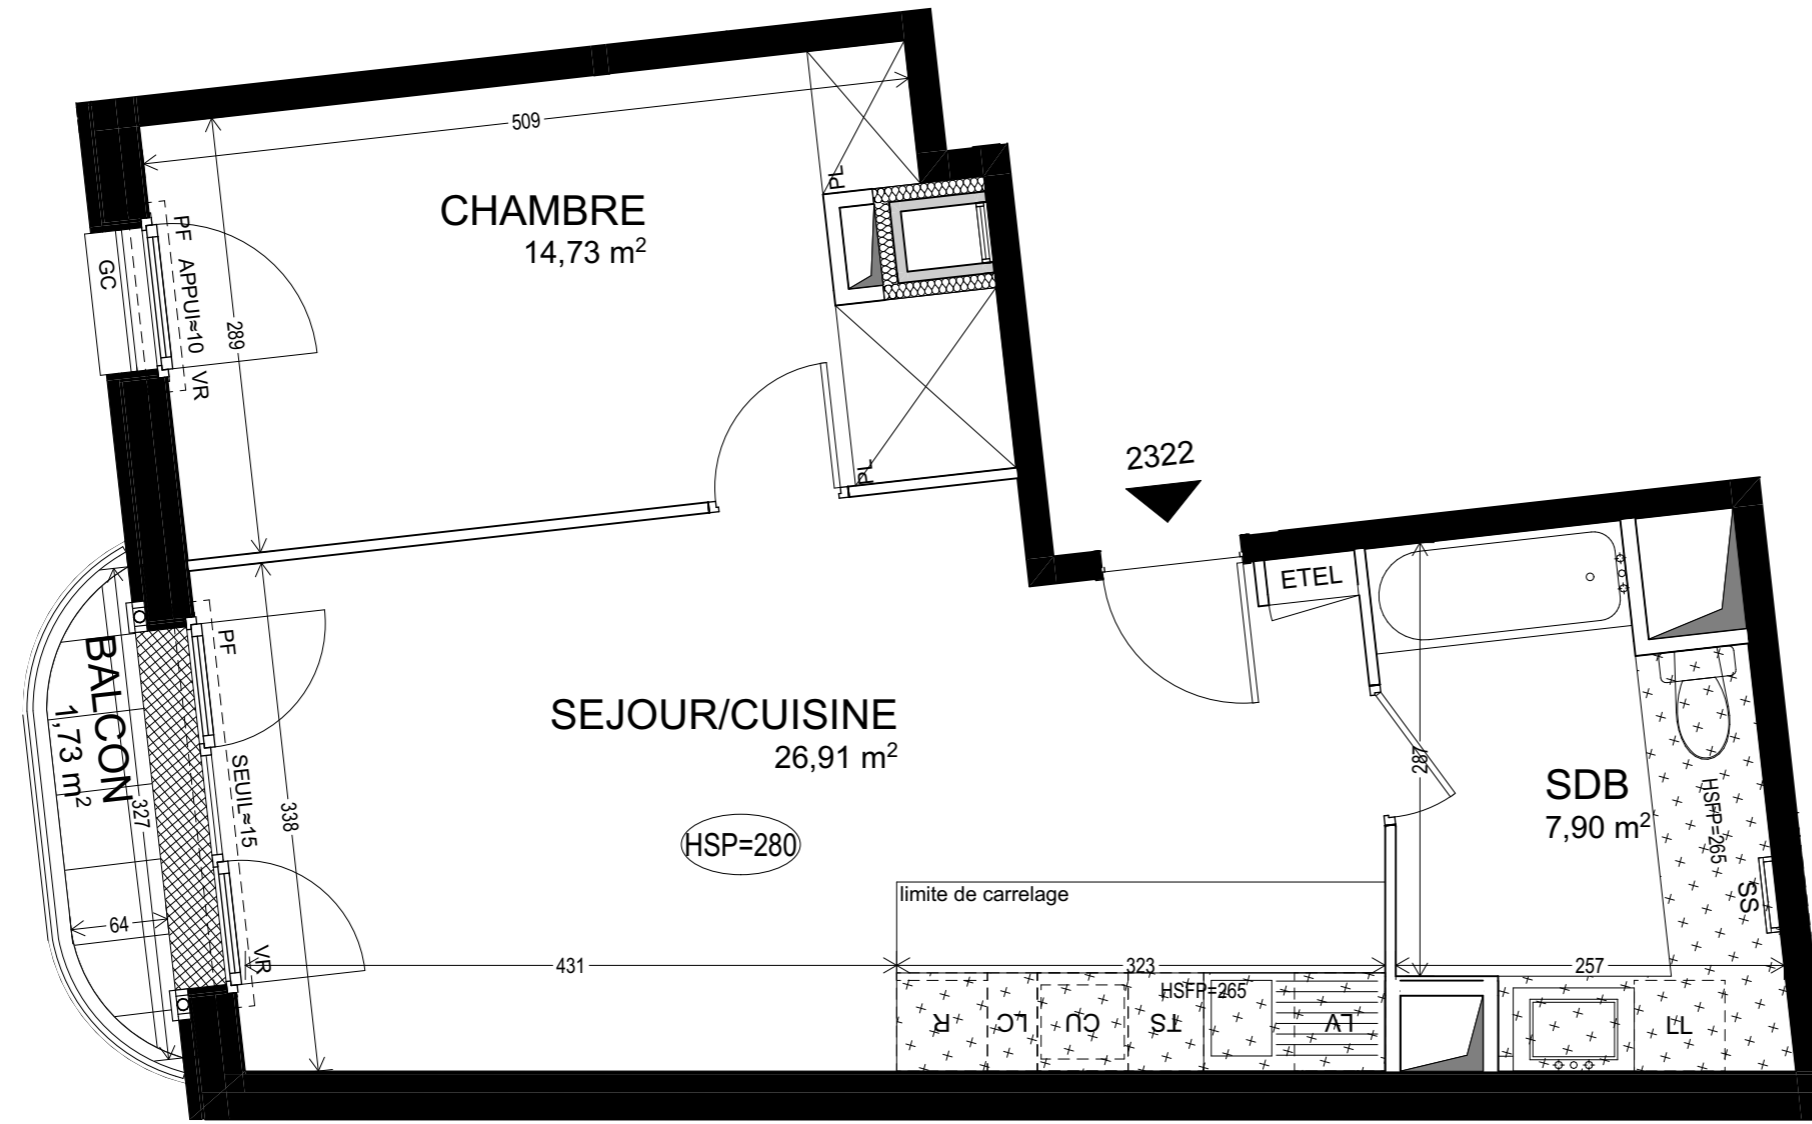 509
CHAMBRE
14,73 m²
PL
PF
APPUI≈10
VR
GC
289
PL
2322
ETEL
BALCON
1,73 m²
327
64
PF
SEUIL≈15
VR
338
SEJOUR/CUISINE
26,91 m²
HSP=280
287
SDB
7,90 m²
HSFP=265
SS
limite de carrelage
431
323
257
HSFP=265
R
LC
CU
TS
LV
LL